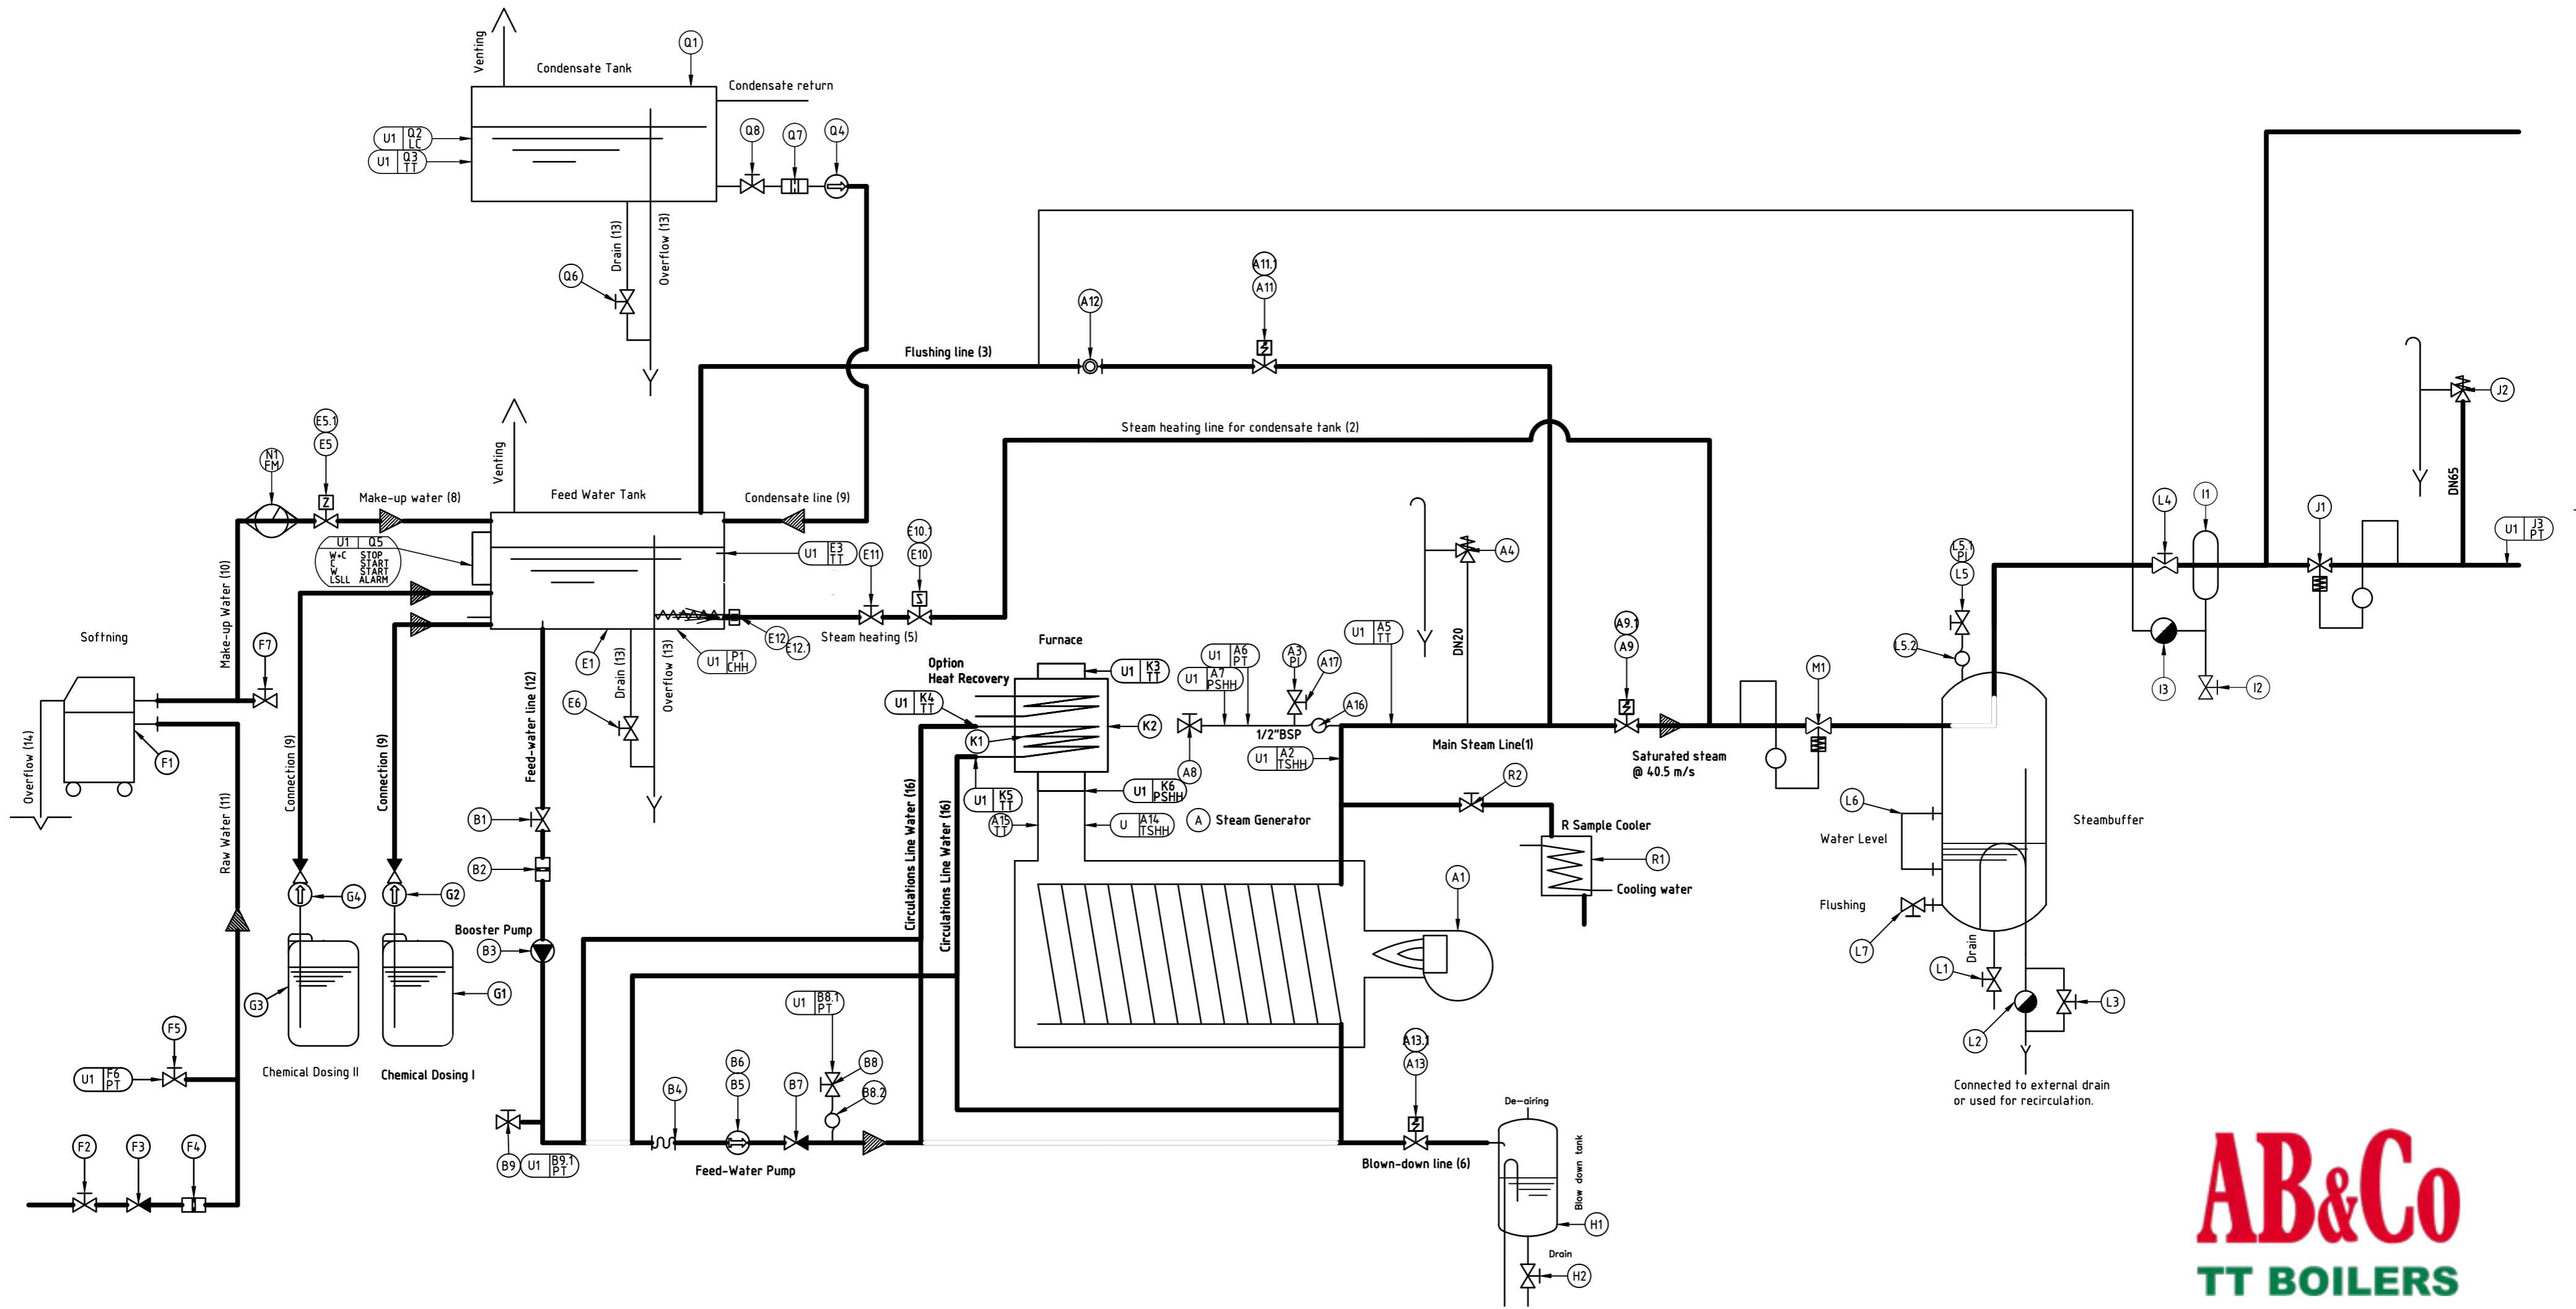 Venting
Condensate Tank
Q1
Condensate return
U1 Q2 LC
U1 Q3 TT
Q8
Q7
Q4
Drain (13)
Overflow (13)
Q6
A11.1
A11
A12
Flushing line (3)
J2
DN65
E5.1
E5
N1 FM
Make-up water (8)
Venting
Feed Water Tank
Condensate line (9)
Steam heating line for condensate tank (2)
U1 Q5
W+C STOP
C START
W START
LSLL ALARM
U1 E3 TT
E11
E10.1
E10
A4
L5.1 PI
L5
L4
I1
J1
U1 J3 PT
Make-up Water (10)
Softning
F7
E1
Drain (13)
Overflow (13)
U1 P1 CHH
E12
E12.1
Steam heating (5)
Furnace
Option
Heat Recovery
U1 K3 TT
U1 K4 TT
K1
K2
U1 A6 PT
U1 A7 PSHH
A3 PI
A17
A16
U1 A5 TT
DN20
A9.1
A9
M1
L5.2
I3
I2
Overflow (14)
F1
Raw Water (11)
Connection (9)
Connection (9)
Feed-water line (12)
E6
1/2"BSP
U1 A2 TSHH
A8
Main Steam Line(1)
Saturated steam
@ 40.5 m/s
U1 K5 TT
U1 K6 PSHH
A15 TT
U A14 TSHH
A
Steam Generator
R2
R Sample Cooler
R1
Cooling water
L6
Water Level
Steambuffer
B1
B2
Circulations Line Water (16)
Circulations Line Water (16)
A1
G4
G2
Booster Pump
B3
Flushing
L7
Drain
L1
L3
L2
Connected to external drain
or used for recirculation.
G3
G1
F5
U1 F6 PT
Chemical Dosing II
Chemical Dosing I
U1 B8.1 PT
B6
B5
B4
B7
B8
B8.2
A13.1
A13
De-airing
Blow down tank
F2
F3
F4
B9
U1 B9.1 PT
Feed-Water Pump
Blown-down line (6)
H1
Drain
H2
AB&Co
TT BOILERS